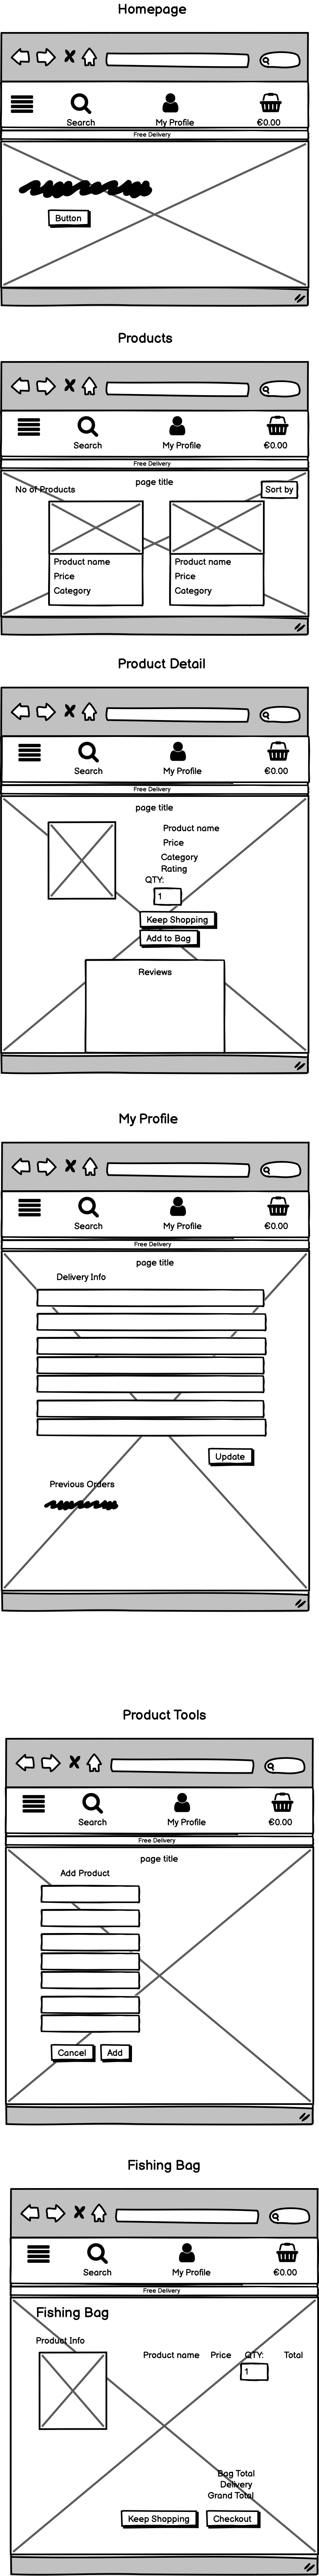 Homepage
Search My Profile €0.00
Free Delivery
Button
Products
Search My Profile €0.00
Free Delivery
page title
No of Products Sort by
Product name Product name
Price Price
Category Category
Product Detail
Search My Profile €0.00
Free Delivery
page title
Product name
Price
Category
Rating
QTY:
1
Keep Shopping
Add to Bag
Reviews
My Profile
Search My Profile €0.00
Free Delivery
page title
Delivery Info
Update
Previous Orders
Product Tools
Search My Profile €0.00
Free Delivery
page title
Add Product
Cancel Add
Fishing Bag
Search My Profile €0.00
Free Delivery
Fishing Bag
Product Info
Product name Price QTY: Total
1
Bag Total
Delivery
Grand Total
Keep Shopping Checkout